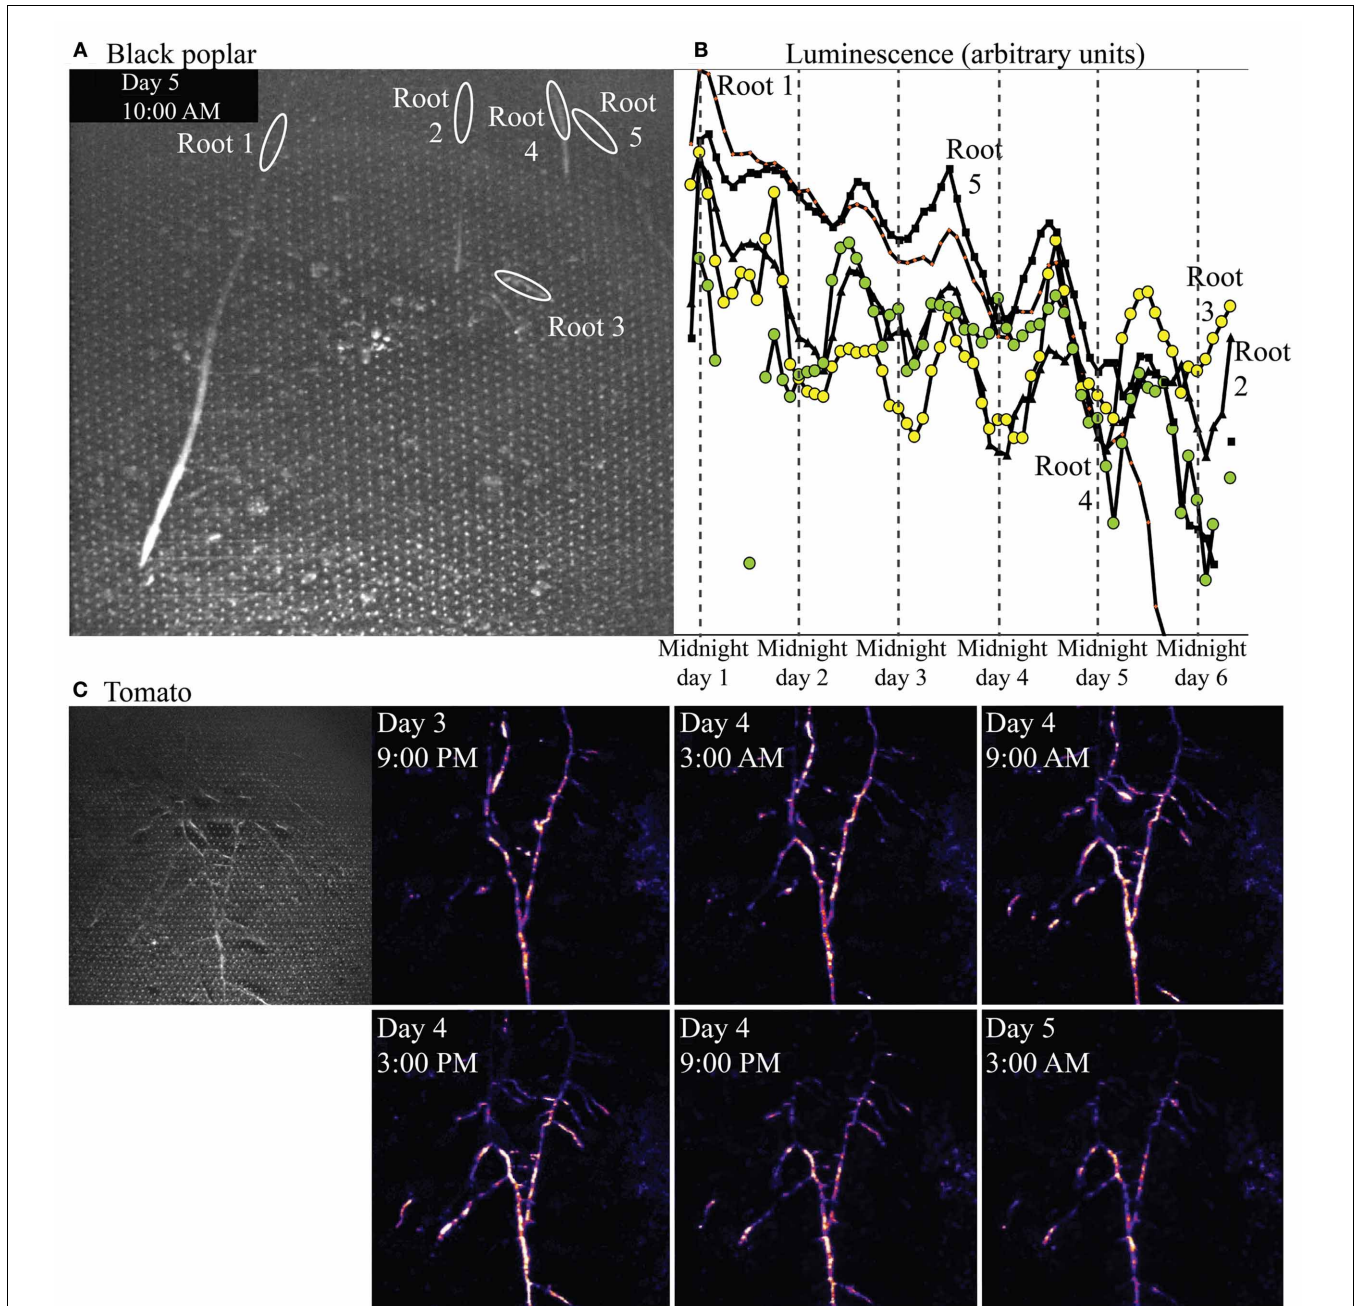 A Black poplar
Day 5
10:00 AM
Root 1
Root
2
Root
4
Root
5
Root 3
B Luminescence (arbitrary units)
Root 1
Root
5
Root
3
Root
2
Root
4
Midnight Midnight Midnight Midnight Midnight Midnight
day 1 day 2 day 3 day 4 day 5 day 6
C Tomato
Day 3
9:00 PM
Day 4
3:00 AM
Day 4
9:00 AM
Day 4
3:00 PM
Day 4
9:00 PM
Day 5
3:00 AM